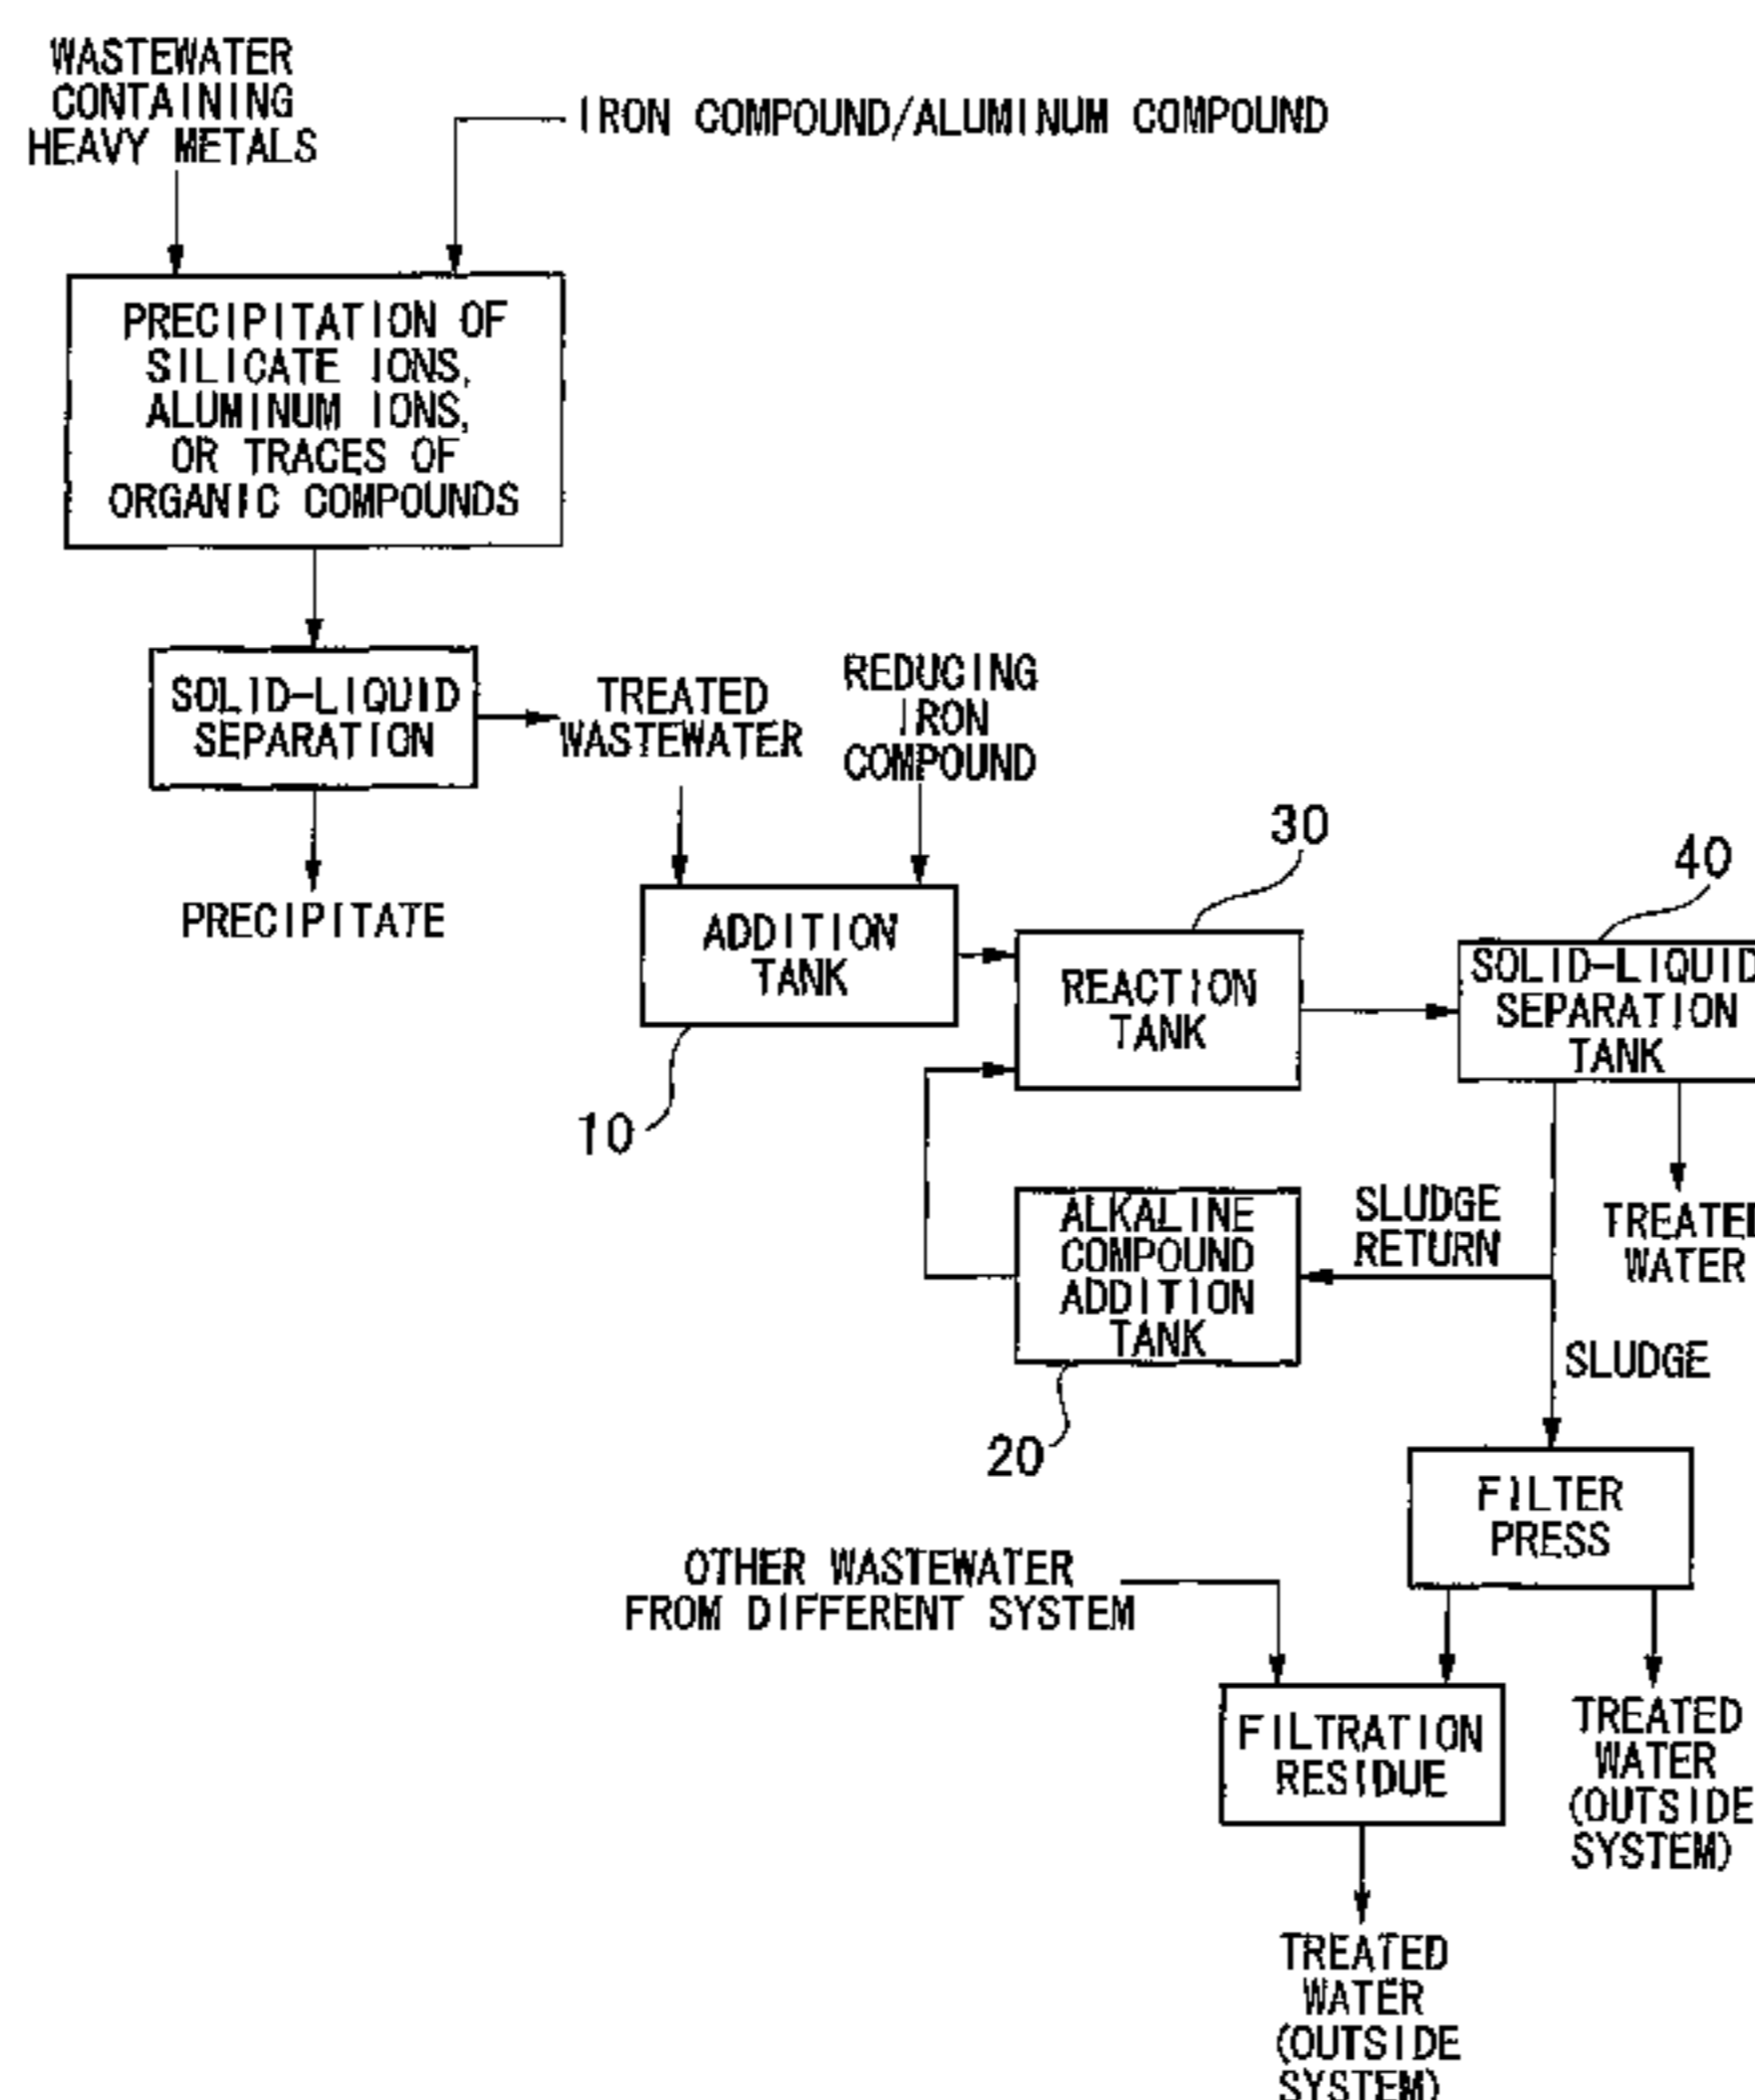 WASTEWATER
CONTAINING
HEAVY METALS
IRON COMPOUND/ALUMINUM COMPOUND
PRECIPITATION OF
SILICATE IONS,
ALUMINUM IONS,
OR TRACES OF
ORGANIC COMPOUNDS
SOLID-LIQUID
SEPARATION
TREATED
WASTEWATER
REDUCING
IRON
COMPOUND
PRECIPITATE
ADDITION
TANK
10
30
REACTION
TANK
40
SOLID-LIQUID
SEPARATION
TANK
ALKALINE
COMPOUND
ADDITION
TANK
20
SLUDGE
RETURN
TREATED
WATER
SLUDGE
FILTER
PRESS
OTHER WASTEWATER
FROM DIFFERENT SYSTEM
FILTRATION
RESIDUE
TREATED
WATER
(OUTSIDE
SYSTEM)
TREATED
WATER
(OUTSIDE
SYSTEM)